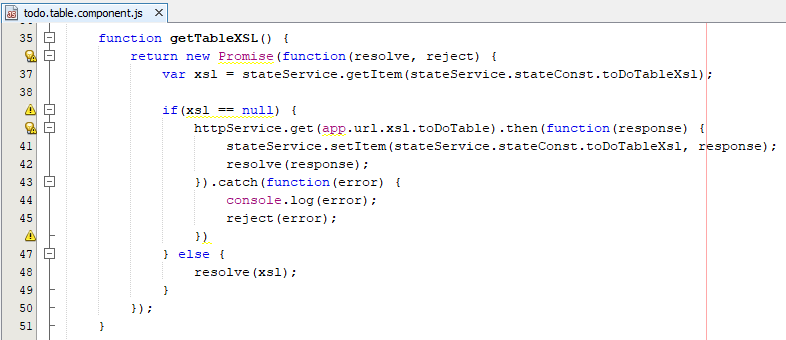 todo.table.component.js
35 function getTableXSL() {
return new Promise(function(resolve, reject) {
37 var xsl = stateService.getItem(stateService.stateConst.toDoTableXsl);
38
if(xsl == null) {
httpService.get(app.url.xsl.toDoTable).then(function(response) {
41 stateService.setItem(stateService.stateConst.toDoTableXsl, response);
42 resolve(response);
43 }).catch(function(error) {
44 console.log(error);
45 reject(error);
})
47 } else {
48 resolve(xsl);
49 }
50 });
51 }